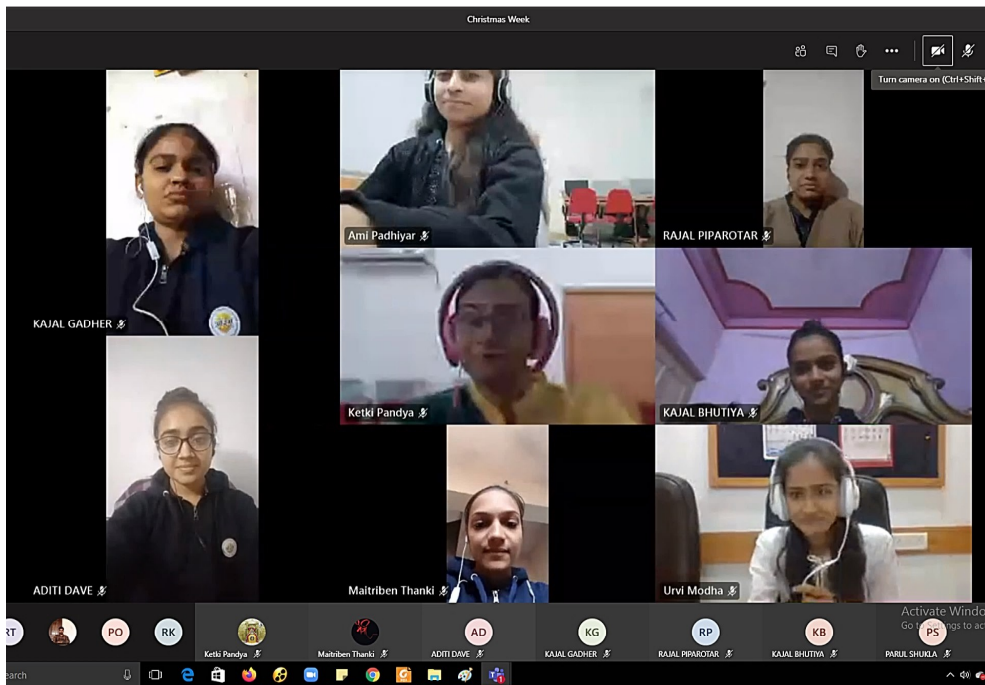 Christmas Week
Turn camera on (Ctrl+Shift+
Ami Padhiyar
RAJAL PIPAROTAR
KAJAL GADHER
Ketki Pandya
KAJAL BHUTIYA
ADITI DAVE
Maitriben Thanki
Urvi Modha
Activate Windo
Go to Settings to act
RT
PO
RK
AD
KG
RP
KB
PS
Ketki Pandya
Maitriben Thanki
ADITI DAVE
KAJAL GADHER
RAJAL PIPAROTAR
KAJAL BHUTIYA
PARUL SHUKLA
earch